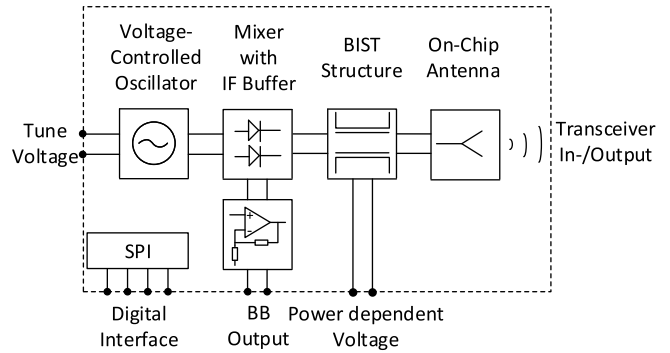 Voltage-
Controlled
Oscillator
Mixer
with
IF Buffer
BIST
Structure
On-Chip
Antenna
Tune
Voltage
Transceiver
In-/Output
+
-
SPI
Digital
Interface
BB
Output
Power dependent
Voltage